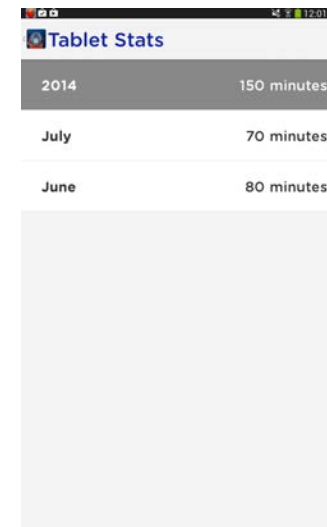 12:01
Tablet Stats
2014 150 minutes
July 70 minutes
June 80 minutes